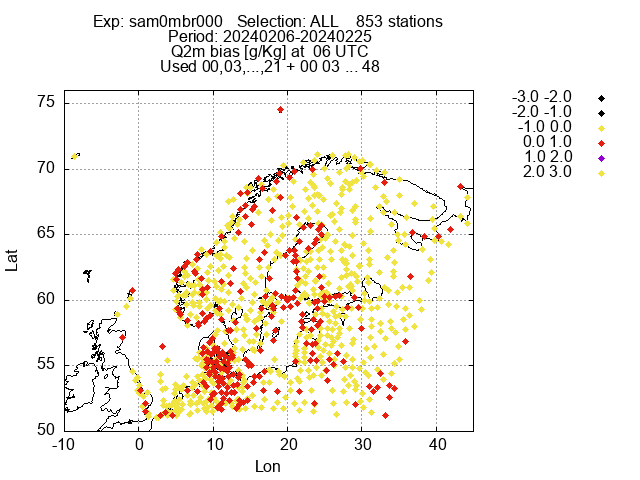 Exp: sam0mbr000   Selection: ALL    853 stations
Period: 20240206-20240225
Q2m bias [g/Kg] at  06 UTC
Used 00,03,...,21 + 00 03 ... 48
-3.0 -2.0
-2.0 -1.0
-1.0 0.0
0.0 1.0
1.0 2.0
2.0 3.0
75
70
65
60
55
50
Lat
-10 0 10 20 30 40
Lon